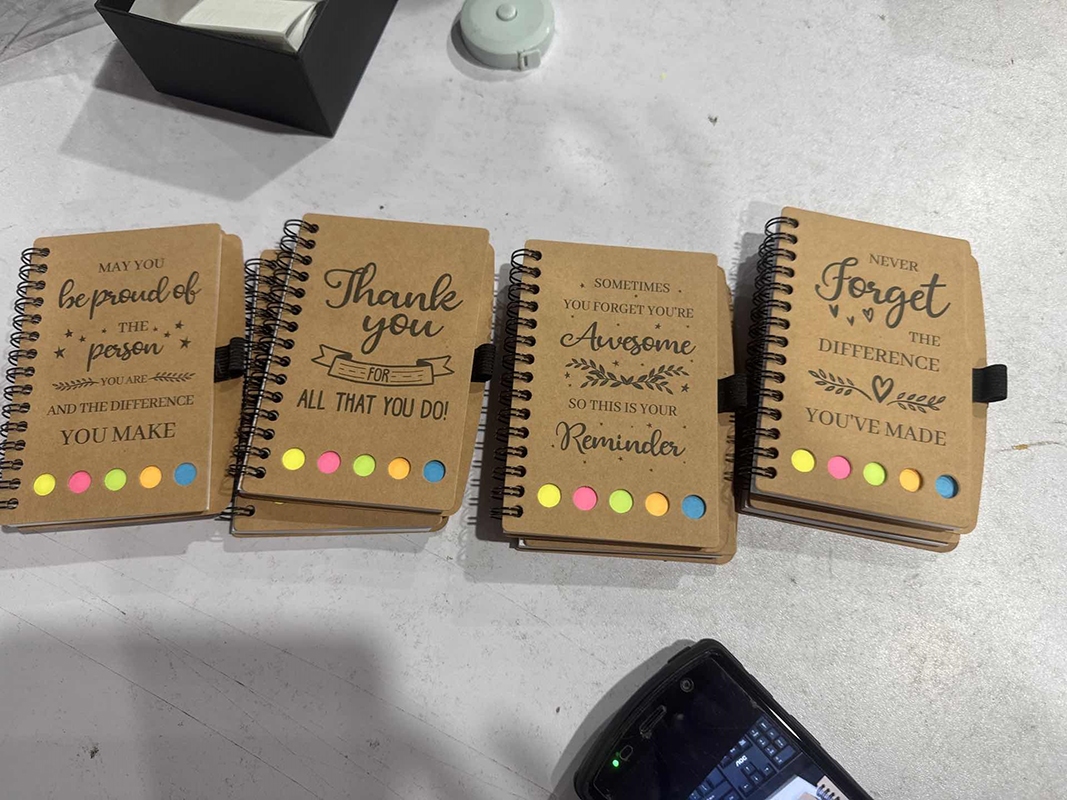 MAY YOU
be proud of
THE
person
YOU ARE
AND THE DIFFERENCE
YOU MAKE
Thank
you
FOR
ALL THAT YOU DO!
SOMETIMES
YOU FORGET YOU'RE
Awesome
SO THIS IS YOUR
Reminder
NEVER
Forget
THE
DIFFERENCE
YOU'VE MADE
AOC